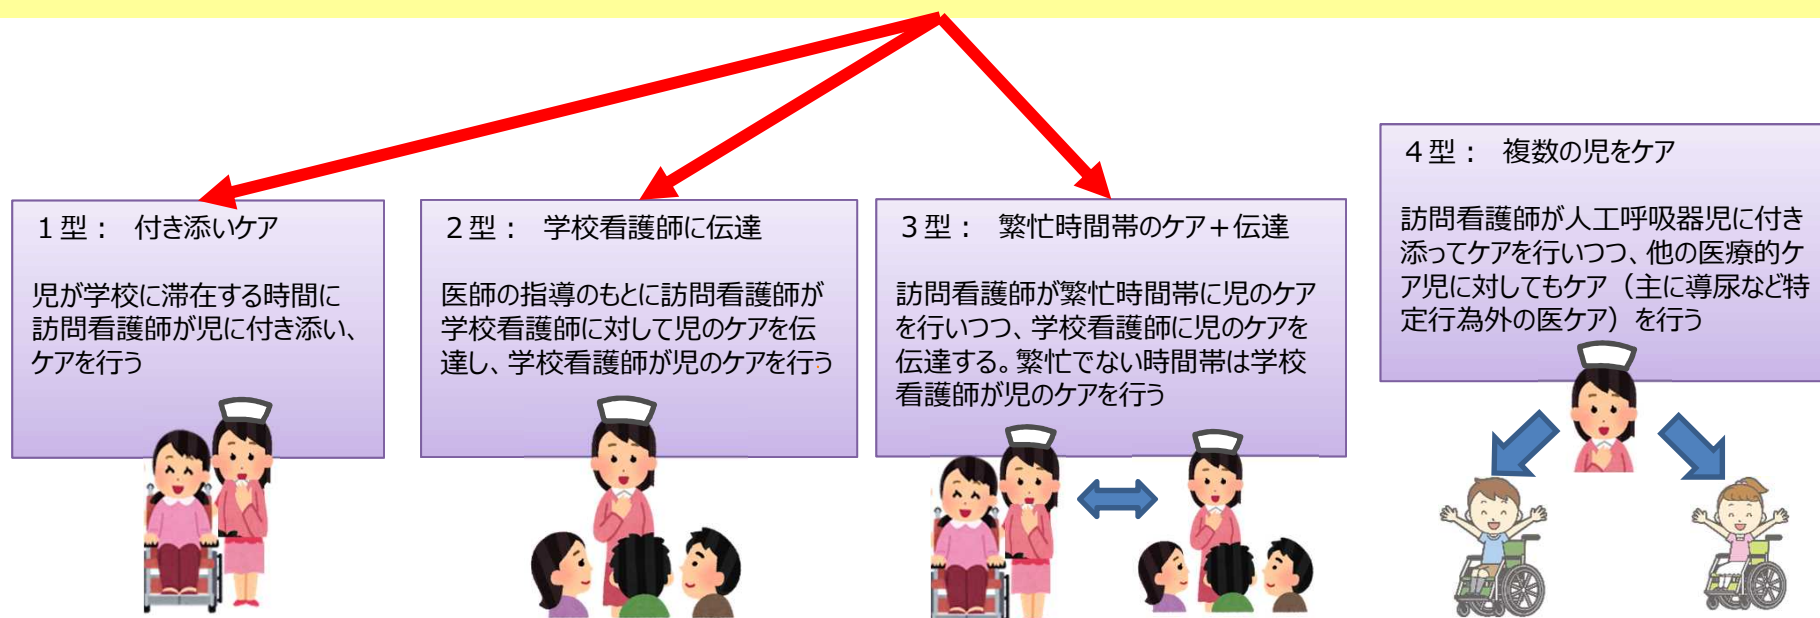 １型：　付き添いケア
児が学校に滞在する時間に
訪問看護師が児に付き添い、
ケアを行う
２型：　学校看護師に伝達
医師の指導のもとに訪問看護師が
学校看護師に対して児のケアを伝
達し、学校看護師が児のケアを行う
３型：　繁忙時間帯のケア＋伝達
訪問看護師が繁忙時間帯に児のケア
を行いつつ、学校看護師に児のケアを
伝達する。繁忙でない時間帯は学校
看護師が児のケアを行う
４型：　複数の児をケア
訪問看護師が人工呼吸器児に付き
添ってケアを行いつつ、他の医療的ケ
ア児に対してもケア（主に導尿など特
定行為外の医ケア）を行う